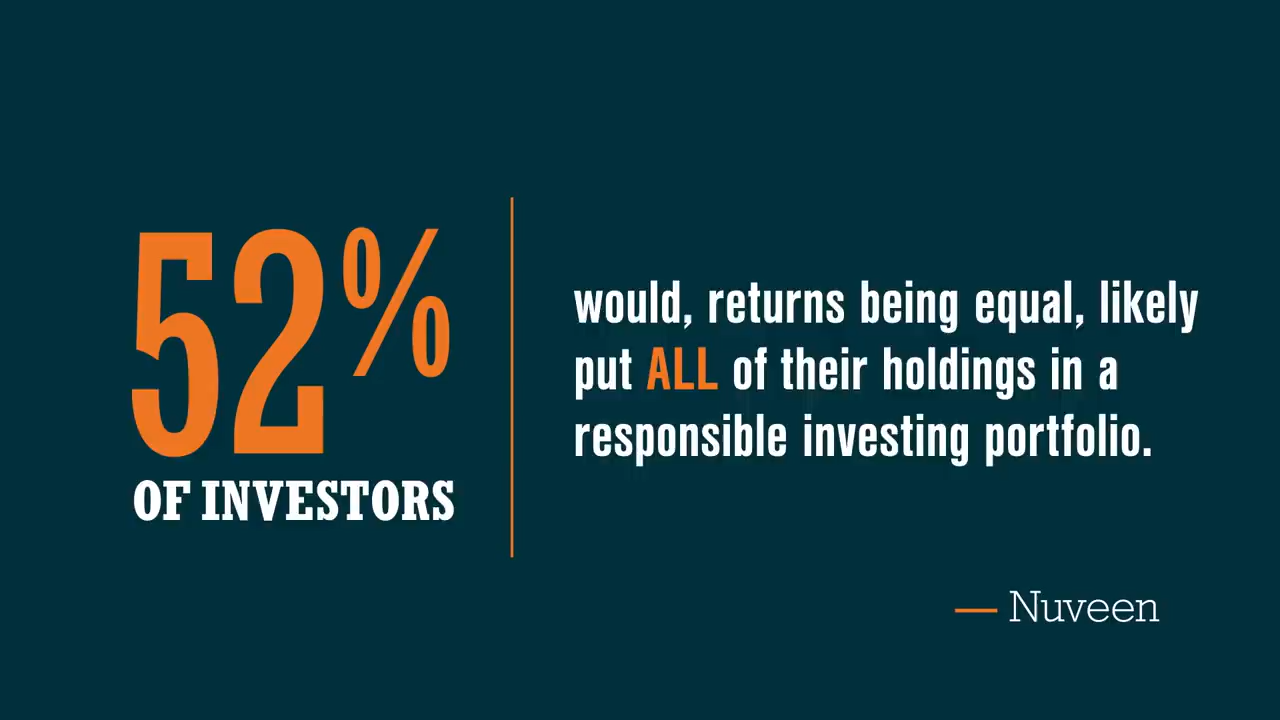 52%
OF INVESTORS
would, returns being equal, likely
put ALL of their holdings in a
responsible investing portfolio.
— Nuveen